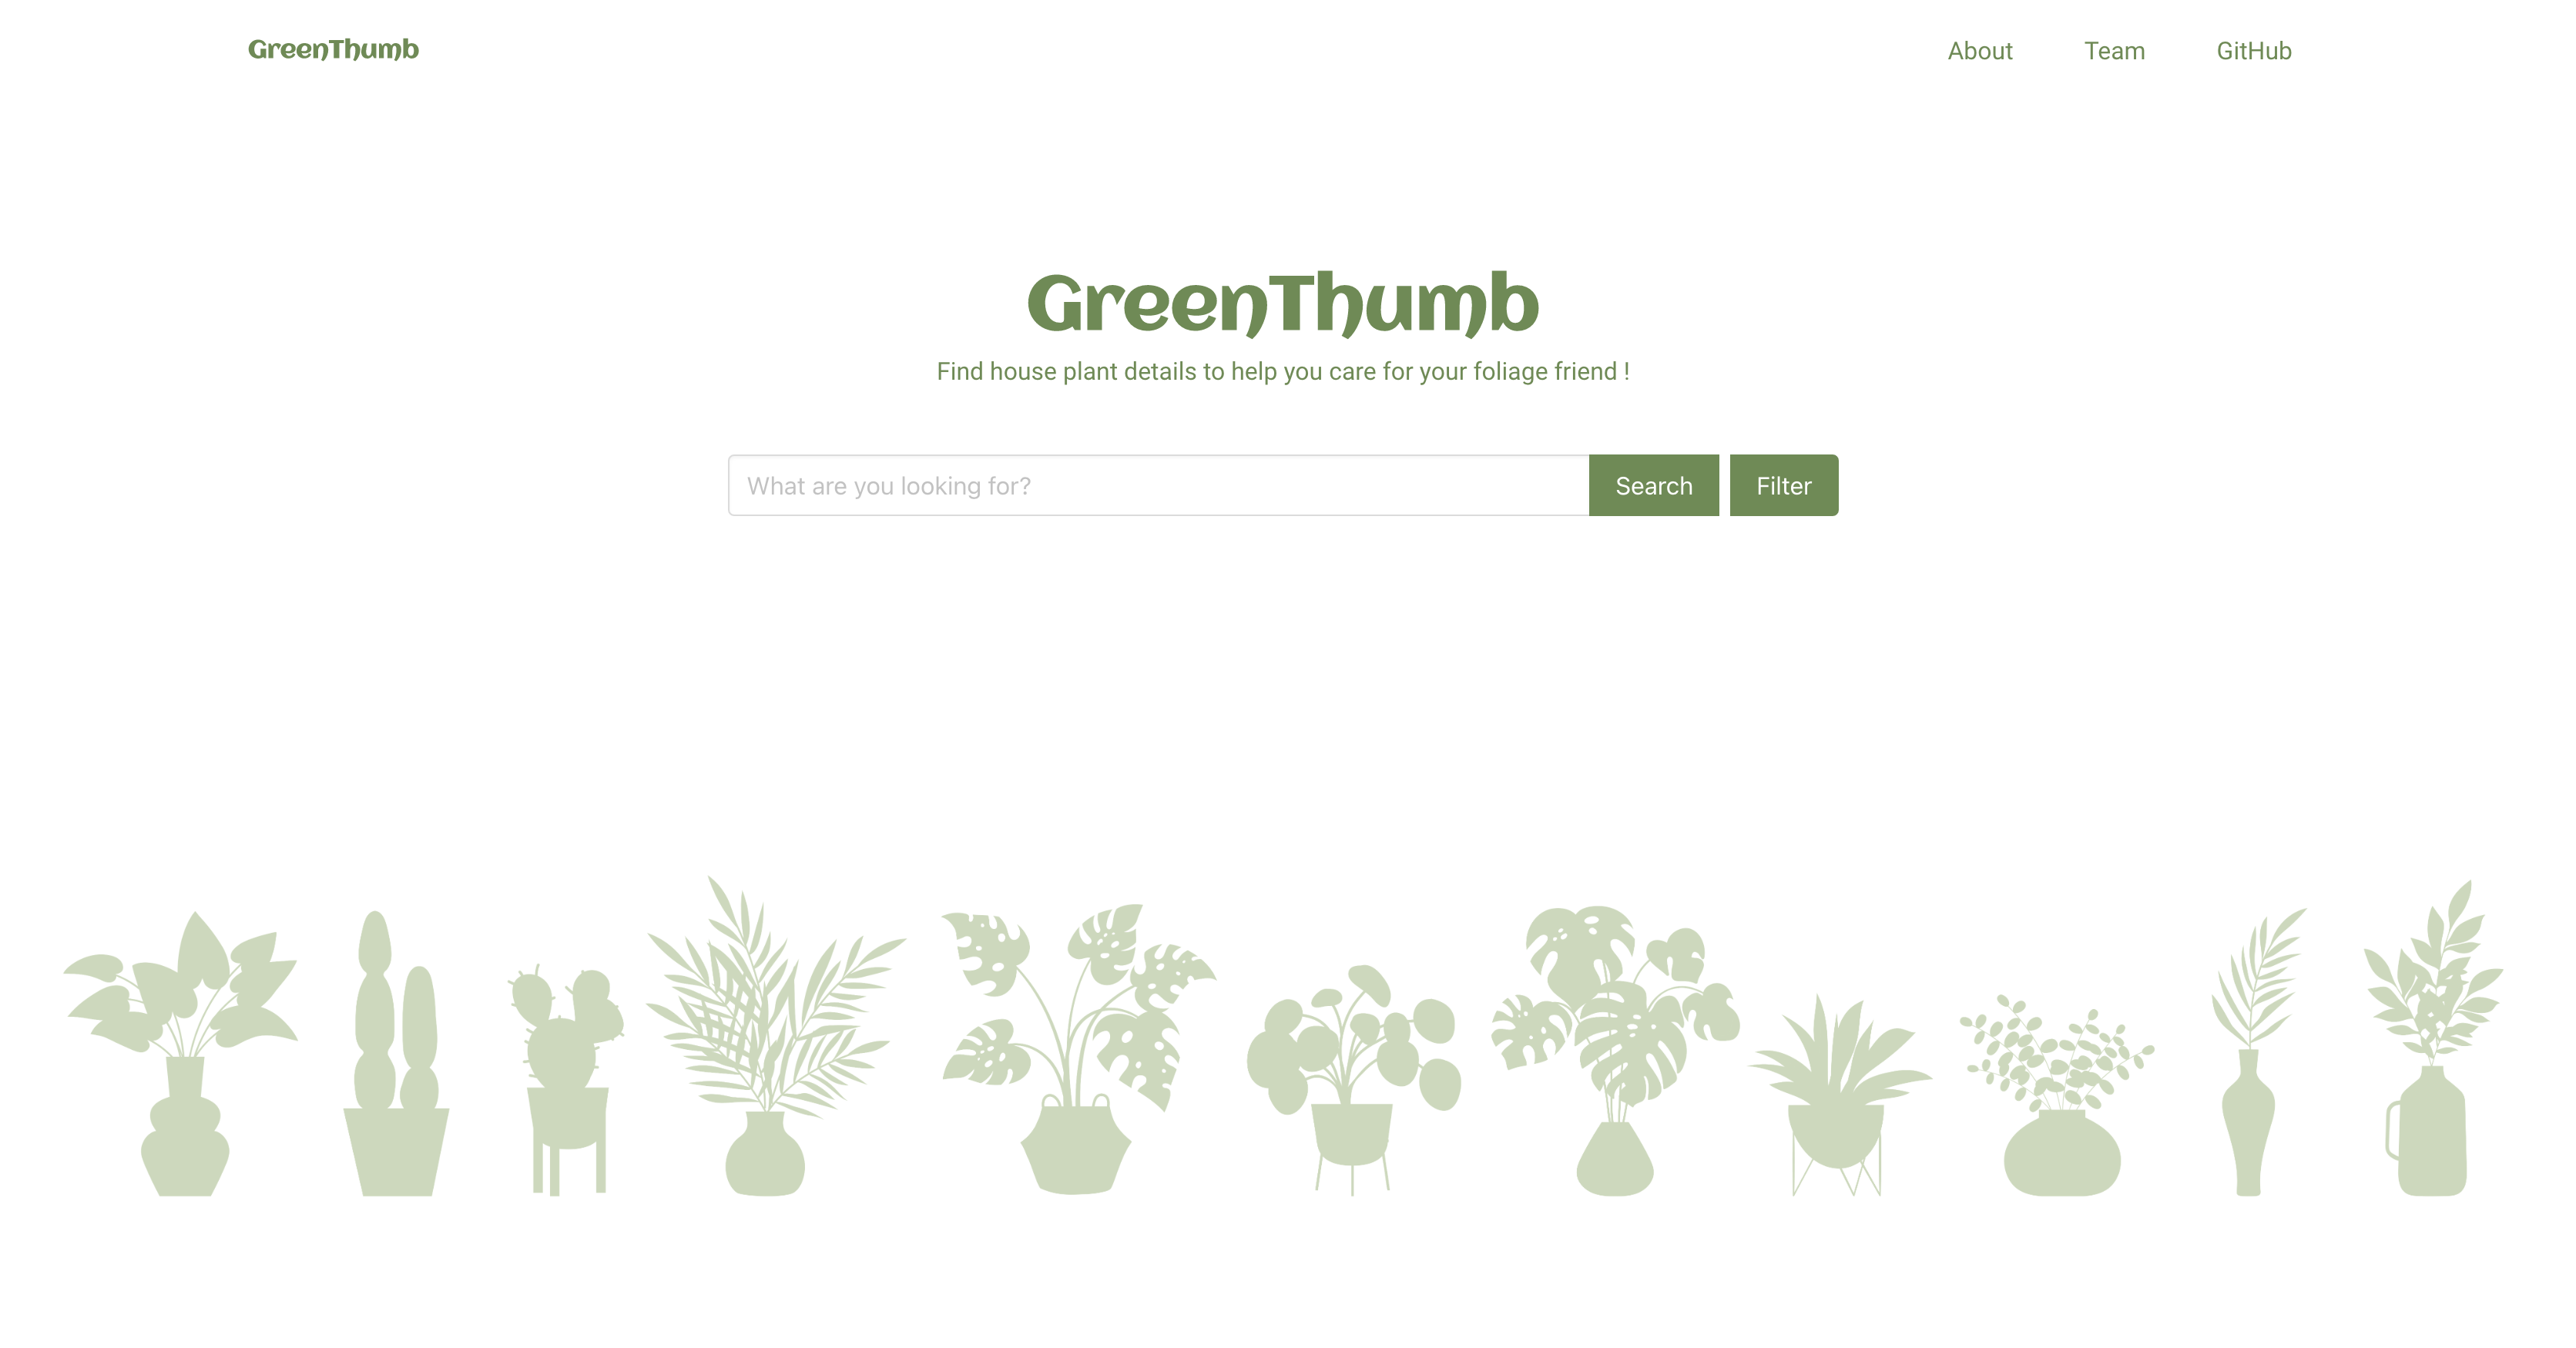 GreenThumb
About Team GitHub
GreenThumb
Find house plant details to help you care for your foliage friend !
What are you looking for?
Search
Filter